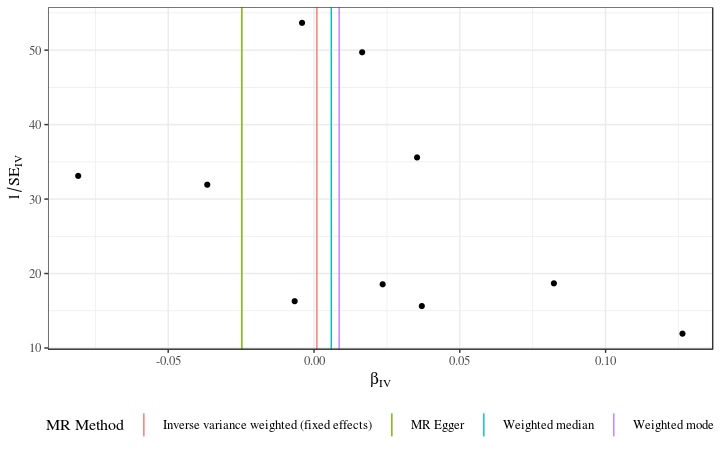 50
40
30
20
10
1/SE_IV
-0.05 0.00 0.05 0.10
β_IV
MR Method Inverse variance weighted (fixed effects) MR Egger Weighted median Weighted mode